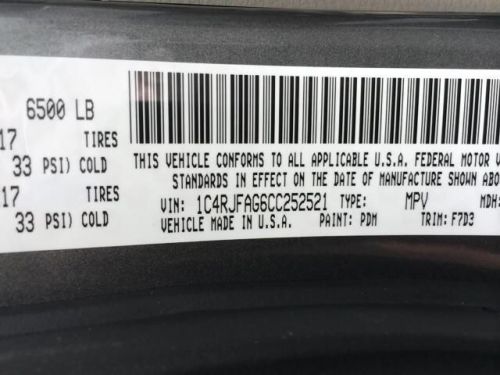 6500 LB
17 TIRES
33 PSI) COLD
17 TIRES
33 PSI) COLD
THIS VEHICLE CONFORMS TO ALL APPLICABLE U.S.A. FEDERAL MOTOR
STANDARDS IN EFFECT ON THE DATE OF MANUFACTURE SHOWN ABO
VIN: 1C4RJFAG6CC252521 TYPE: MPV MDH:
VEHICLE MADE IN U.S.A. PAINT: PDM TRIM: F7D3